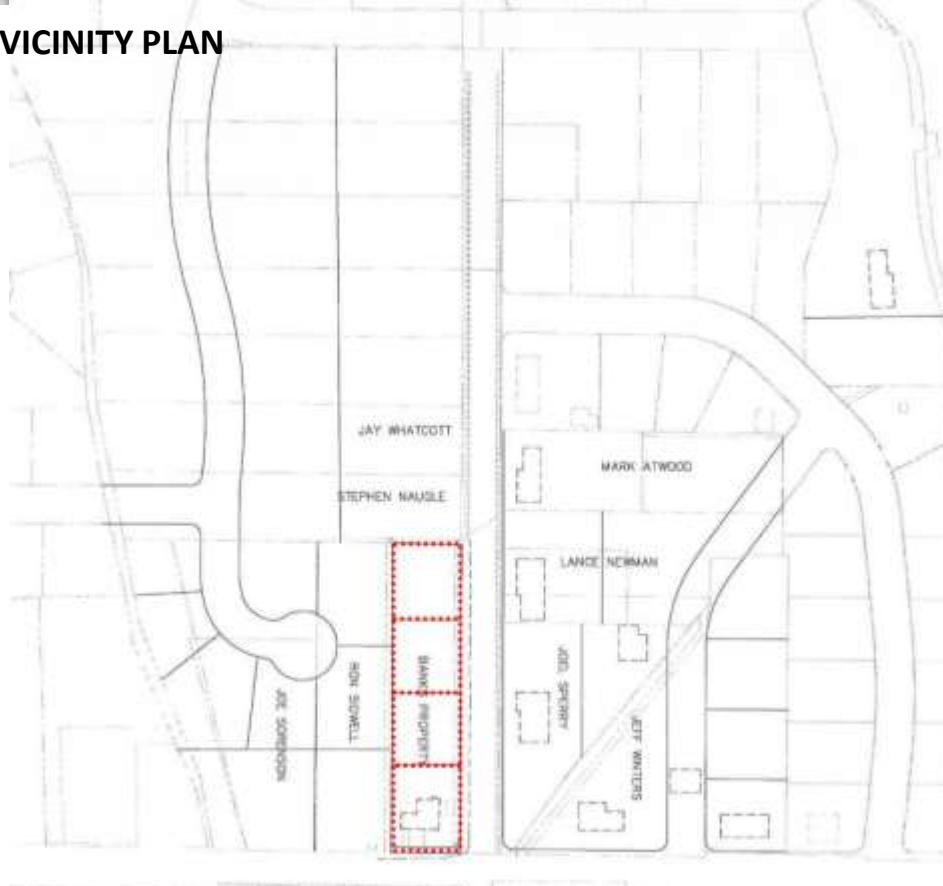 VICINITY PLAN
JAY WHATCOTT
STEPHEN NAUGLE
MARK ATWOOD
LANCE NEWMAN
BANKS PROPERTY
RON SOWELL
JOE SORENSON
JOEL SPERRY
JEFF WINTERS